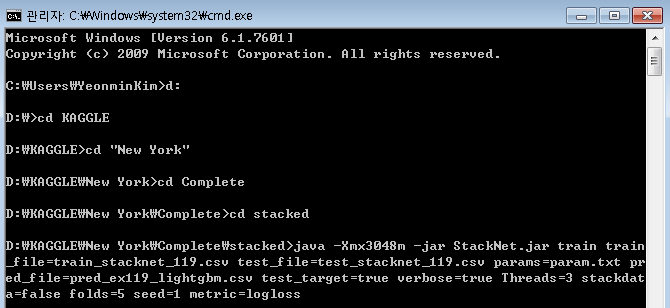 관리자: C:₩Windows₩system32₩cmd.exe
Microsoft Windows [Version 6.1.7601]
Copyright (c) 2009 Microsoft Corporation. All rights reserved.
C:₩Users₩YeonminKim>d:
D:₩>cd KAGGLE
D:₩KAGGLE>cd "New York"
D:₩KAGGLE₩New York>cd Complete
D:₩KAGGLE₩New York₩Complete>cd stacked
D:₩KAGGLE₩New York₩Complete₩stacked>java -Xmx3048m -jar StackNet.jar train train
_file=train_stacknet_119.csv test_file=test_stacknet_119.csv params=param.txt pr
ed_file=pred_ex119_lightgbm.csv test_target=true verbose=true Threads=3 stackdat
a=false folds=5 seed=1 metric=logloss